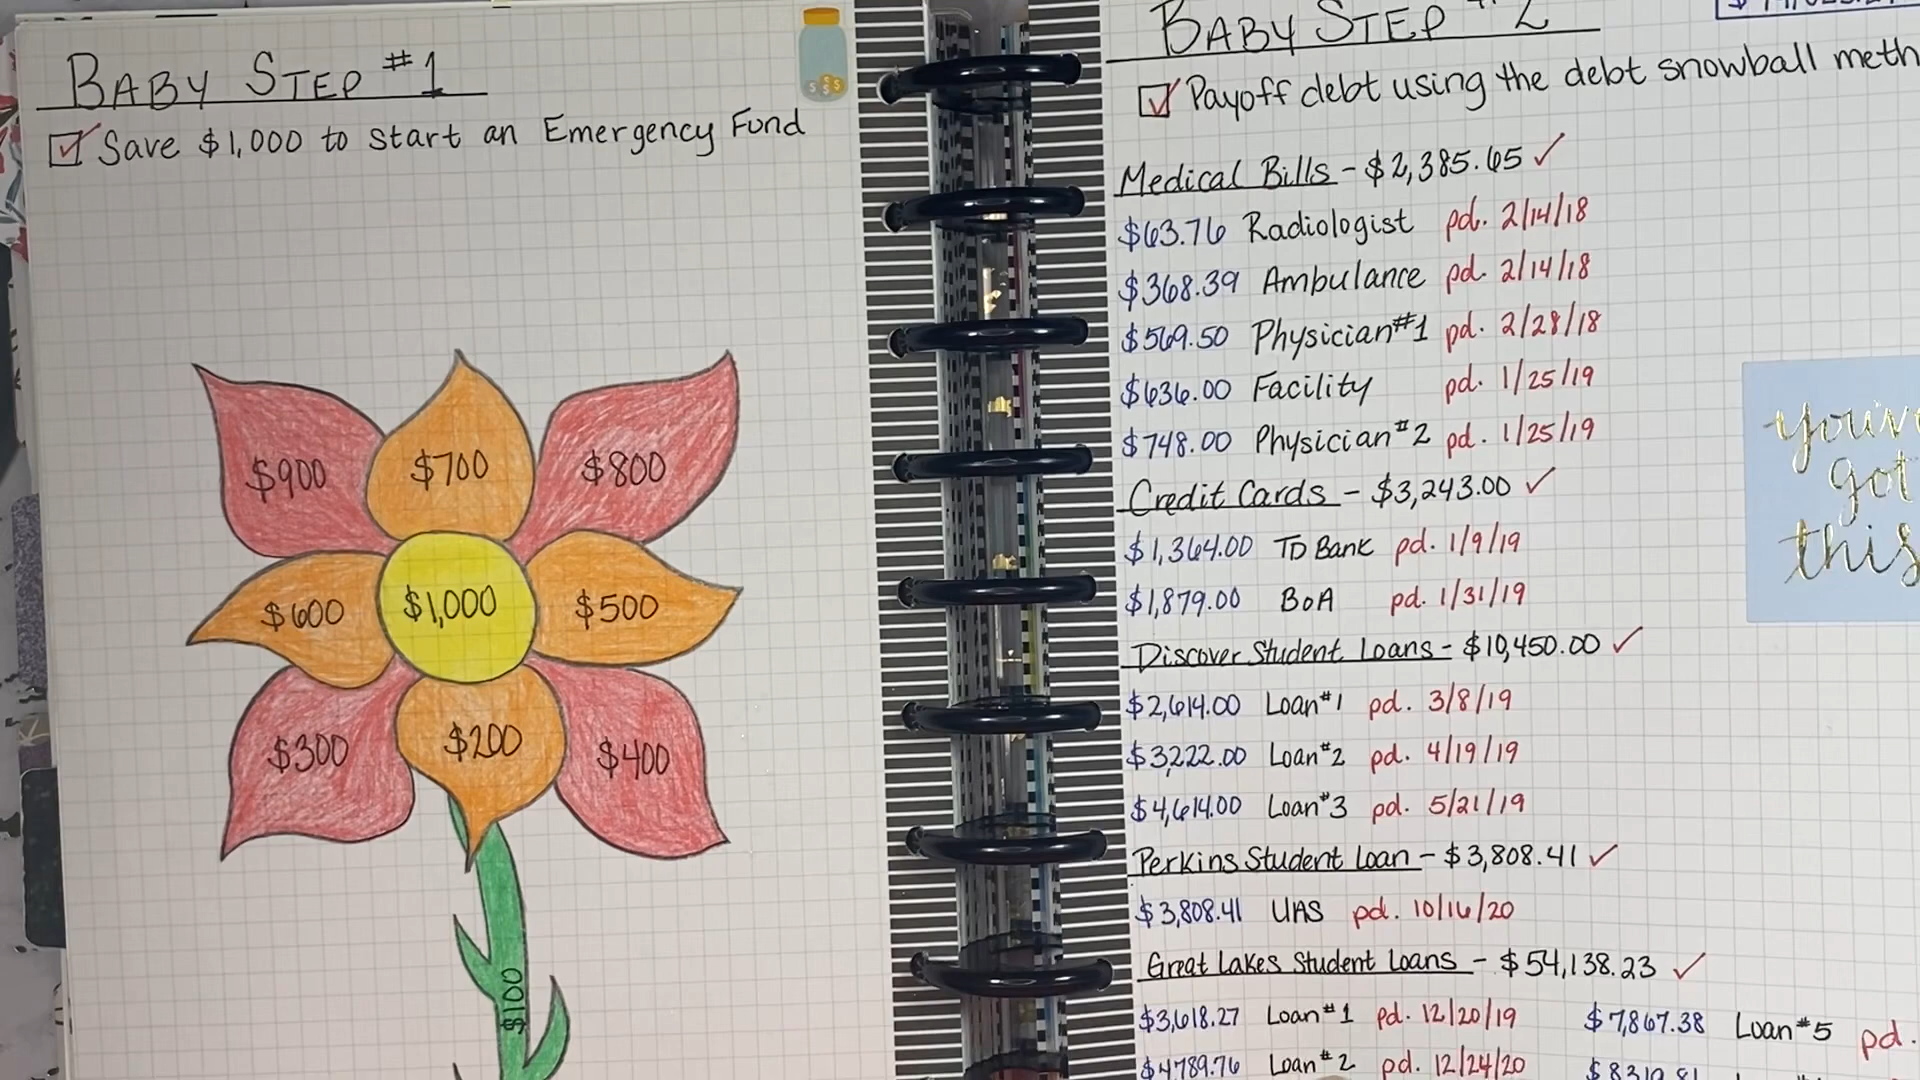 BABY STEP #1
Save $1,000 to start an Emergency Fund
$900
$700
$800
$600
$1,000
$500
$300
$200
$400
$100
BABY STEP #2
Payoff debt using the debt snowball meth
Medical Bills - $2,385.65 ✓
$63.76 Radiologist pd. 2/14/18
$368.39 Ambulance pd. 2/14/18
$569.50 Physician #1 pd. 2/28/18
$636.00 Facility pd. 1/25/19
$748.00 Physician #2 pd. 1/25/19
Credit Cards - $3,243.00 ✓
$1,364.00 TD Bank pd. 1/9/19
$1,879.00 BoA pd. 1/31/19
Discover Student Loans - $10,450.00 ✓
$2,614.00 Loan #1 pd. 3/8/19
$3,222.00 Loan #2 pd. 4/19/19
$4,614.00 Loan #3 pd. 5/21/19
Perkins Student Loan - $3,808.41 ✓
$3,808.41 UAS pd. 10/16/20
Great Lakes Student Loans - $54,138.23 ✓
$3,618.27 Loan #1 pd. 12/20/19 $7,867.38 Loan #5 pd.
$4789.76 Loan #2 pd. 12/24/20
you've
got
this